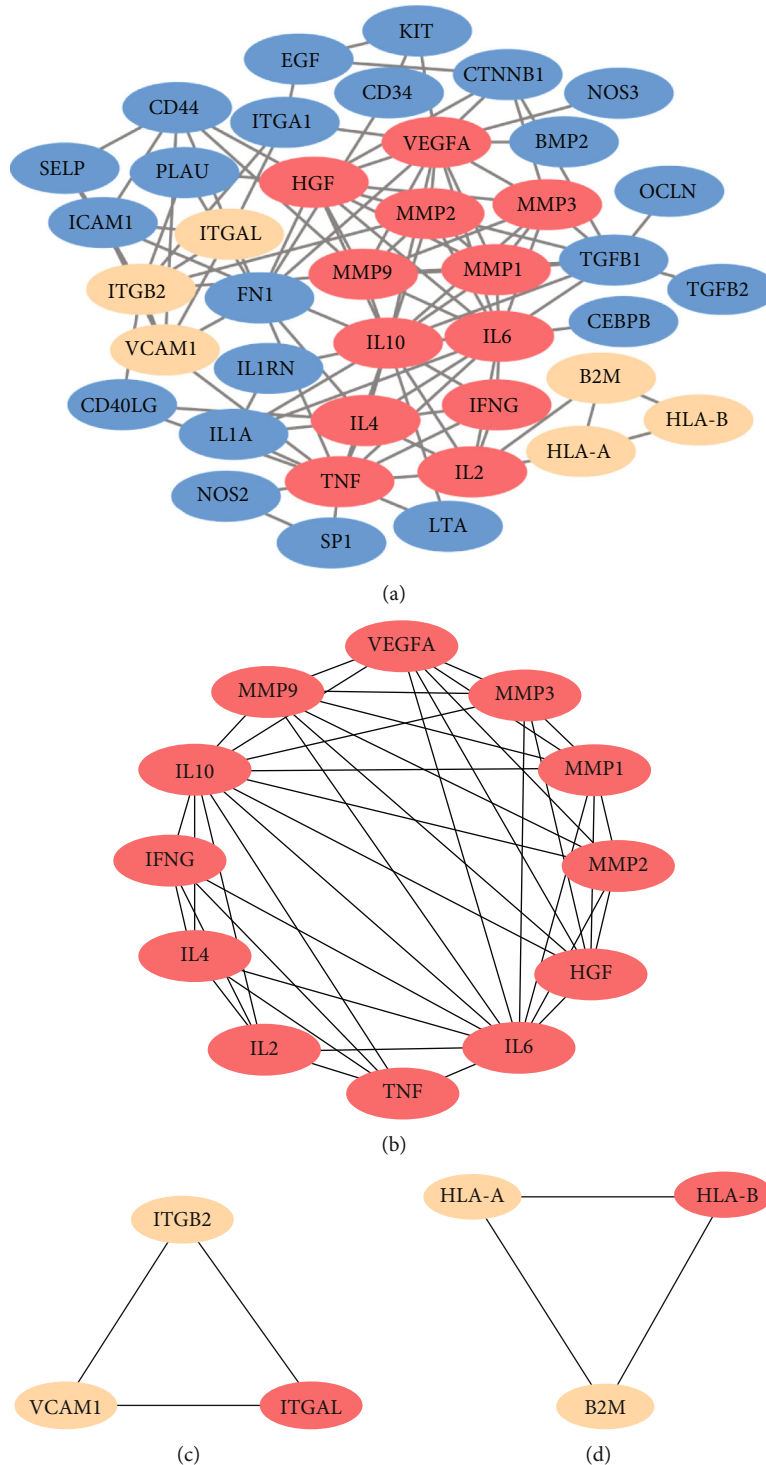 KIT
EGF
CTNNB1
CD34
NOS3
CD44
ITGA1
VEGFA
BMP2
SELP
PLAU
HGF
OCLN
ICAM1
MMP2
MMP3
ITGAL
TGFB1
MMP9
MMP1
ITGB2
FN1
TGFB2
CEBPB
IL10
IL6
VCAM1
IL1RN
B2M
CD40LG
IFNG
HLA-B
IL4
IL1A
HLA-A
IL2
TNF
NOS2
LTA
SP1
(a)
VEGFA
MMP9
MMP3
IL10
MMP1
IFNG
MMP2
IL4
HGF
IL2
IL6
TNF
(b)
HLA-A
HLA-B
ITGB2
VCAM1
ITGAL
B2M
(c)
(d)